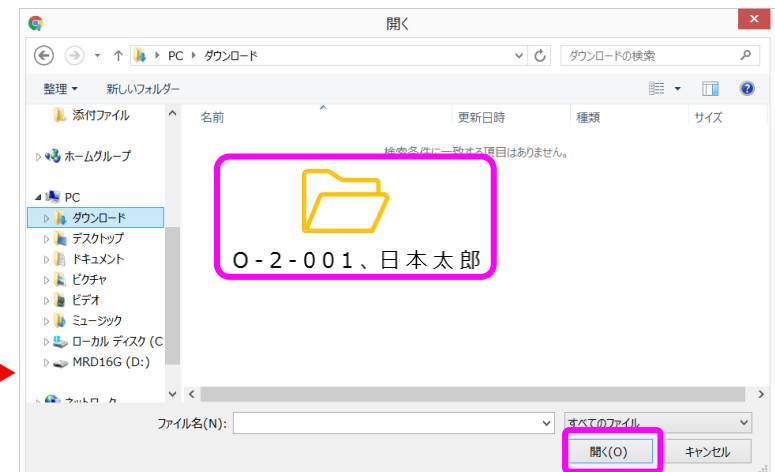 開く
PC ダウンロード ダウンロードの検索
整理 新しいフォルダー
名前 更新日時 種類 サイズ
検索条件に一致する項目はありません。
添付ファイル
ホームグループ
PC
ダウンロード
デスクトップ
ドキュメント
ピクチャ
ビデオ
ミュージック
ローカル ディスク (C
MRD16G (D:)
ネットワーク
O-2-001、日本太郎
ファイル名(N): すべてのファイル
開く(O) キャンセル